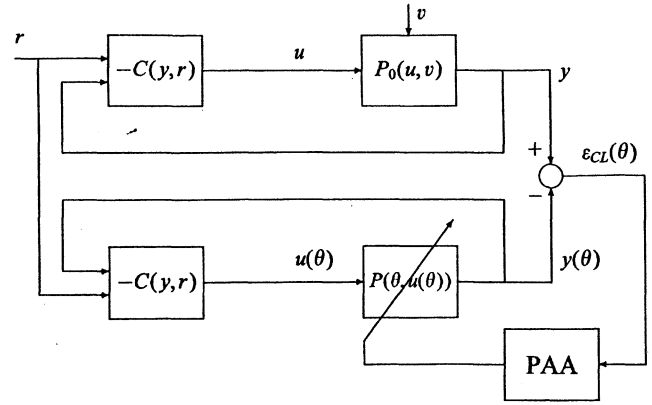 v
r
−C(y, r)
u
P₀(u, v)
y
+
ε_CL(θ)
−
−C(y, r)
u(θ)
P(θ, u(θ))
y(θ)
PAA